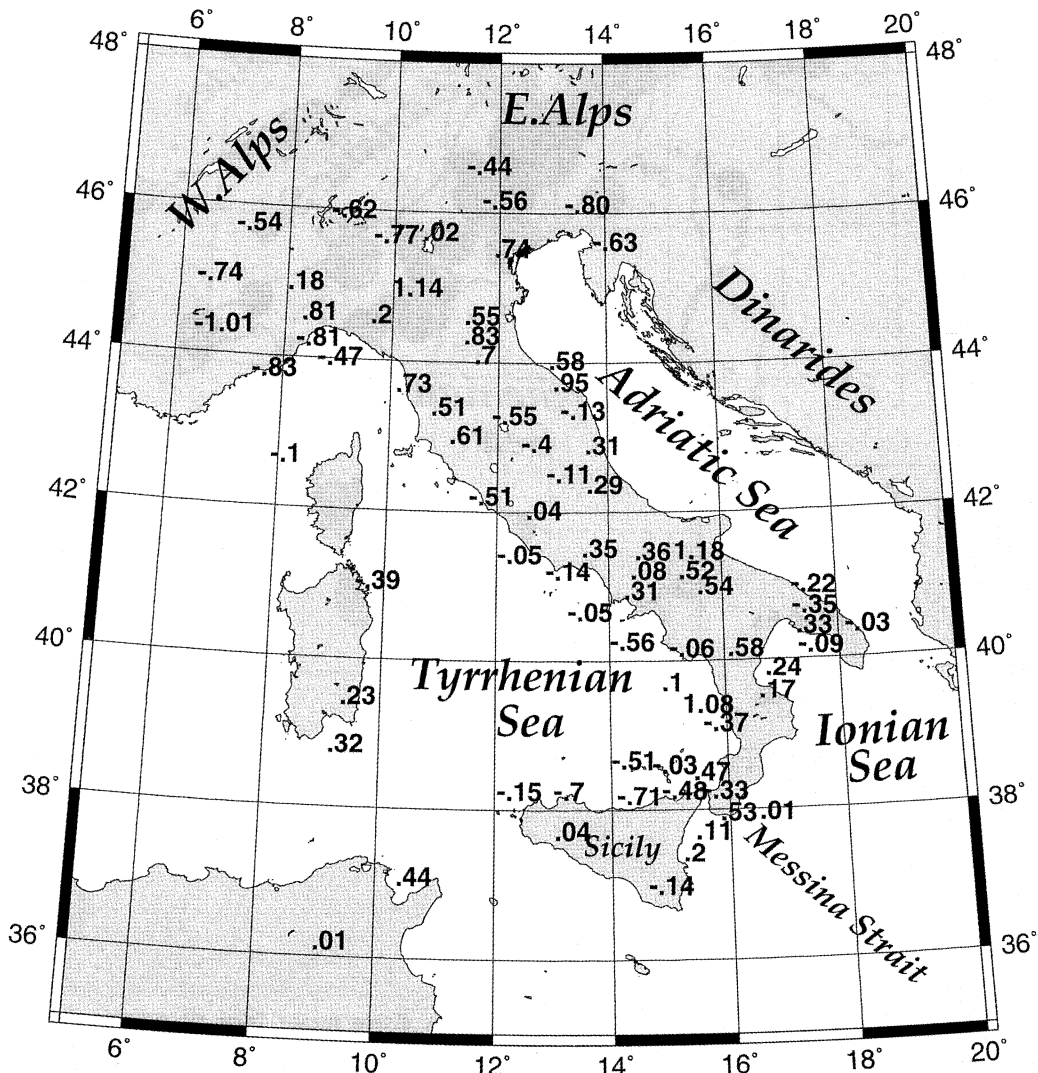 6° 8° 10° 12° 14° 16° 18° 20°
48° 48°
E.Alps
W.Alps
-.44
46° 46°
-.54 -.62 -.56 -.80
-.77 .02 .74 -.63
-.74 .18 1.14
Dinarides
-1.01 .81 .2 .55
-.81 .83
44° 44°
-.83 -.47 .7 .58
.73 .95
Adriatic Sea
.51 -.55 -.13
.61 -.4 .31
-.1
-.11 .29
42° 42°
-.51 .04
-.05 .35 .36 1.18
-.14 .08 .52
.39 .31 .54 -.22
-.35
-.05 .33 -.03
40° 40°
-.56 -.06 .58 -.09
Tyrrhenian
Sea
.24
.1 .17
.23 1.08
-.37
Ionian
Sea
.32
-.51 .03 .47
38° 38°
-.15 -.7 -.71 -.48 -.33
.53 .01
.04 Sicily .11
.2
Messina Strait
.44 -.14
36° 36°
.01
6° 8° 10° 12° 14° 16° 18° 20°